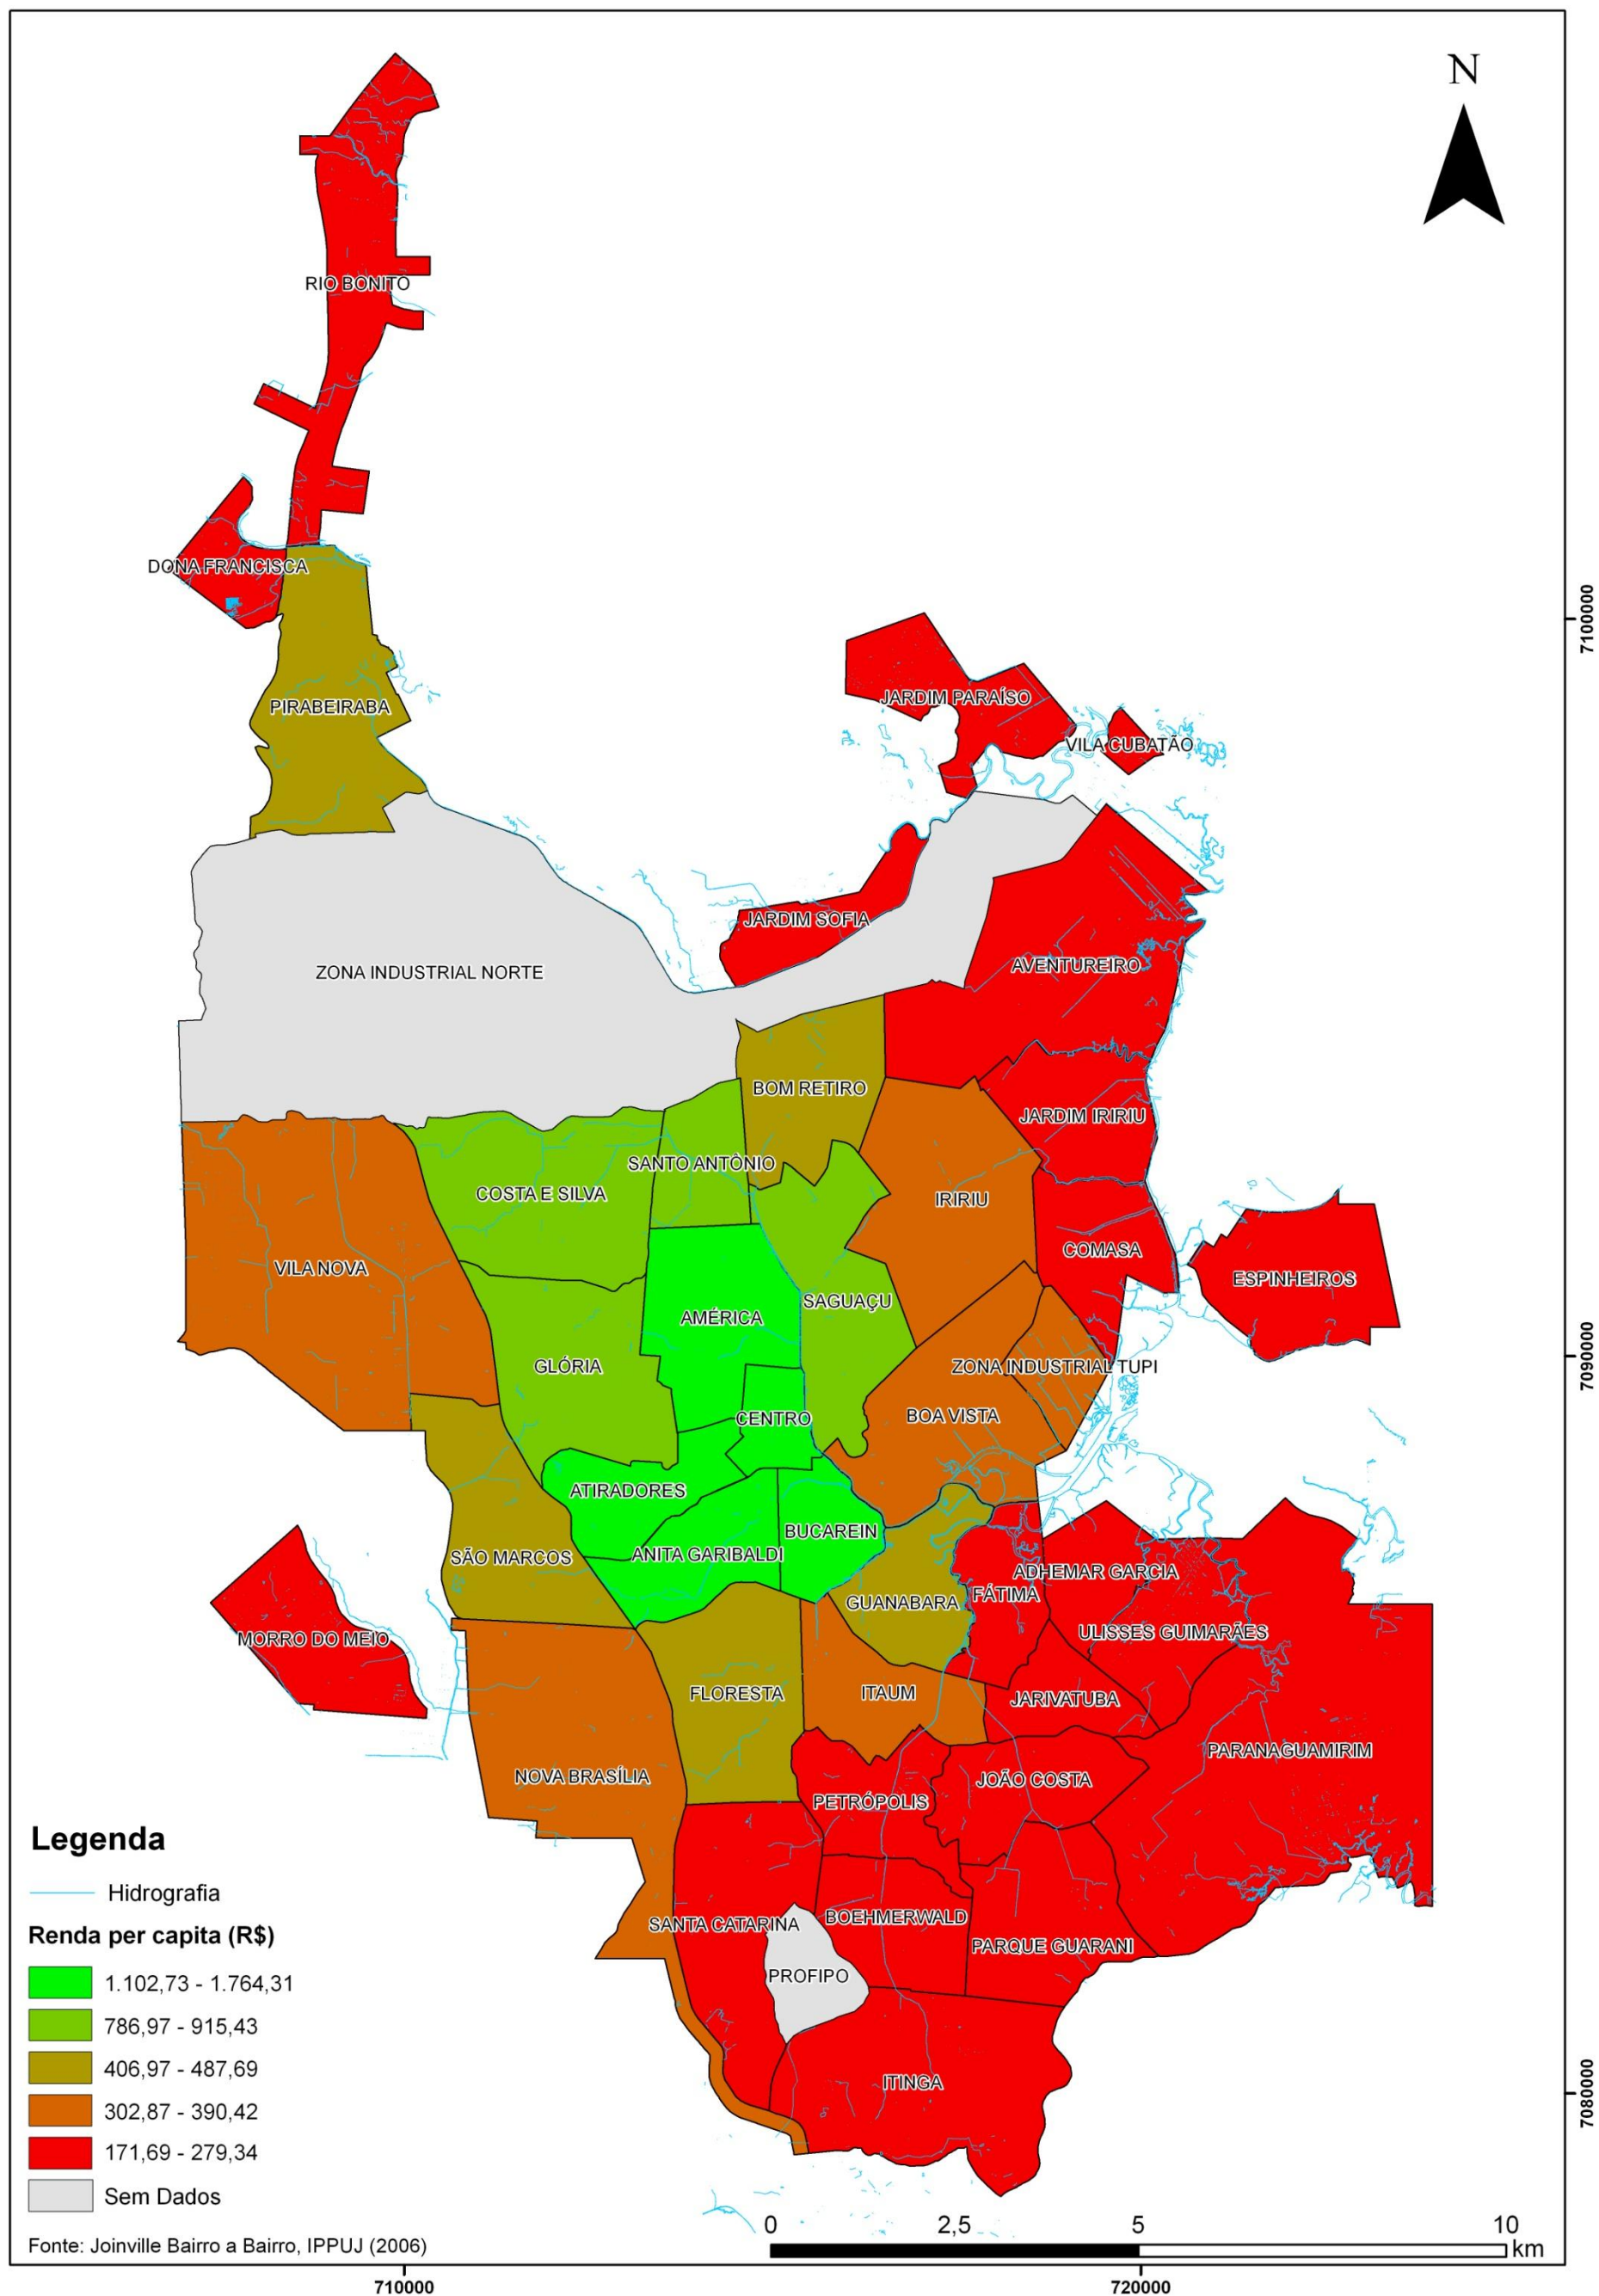 N
RIO BONITO
DONA FRANCISCA
7100000
JARDIM PARAÍSO
PIRABEIRABA
VILA CUBATÃO
JARDIM SOFIA
AVENTUREIRO
ZONA INDUSTRIAL NORTE
BOM RETIRO
JARDIM IRIRIU
SANTO ANTÔNIO
COSTA E SILVA
IRIRIU
COMASA
VILA NOVA
ESPINHEIROS
SAGUAÇU
AMÉRICA
GLÓRIA
ZONA INDUSTRIAL TUPI
7090000
BOA VISTA
CENTRO
ATIRADORES
BUCAREIN
ANITA GARIBALDI
SÃO MARCOS
ADHEMAR GARCIA
FÁTIMA
GUANABARA
ULISSES GUIMARÃES
MORRO DO MEIO
FLORESTA
ITAUM
JARIVATUBA
PARANAGUAMIRIM
NOVA BRASÍLIA
JOÃO COSTA
PETRÓPOLIS
SANTA CATARINA
BOEHMERWALD
PARQUE GUARANI
PROFIPO
ITINGA
7080000
Legenda
Hidrografia
Renda per capita (R$)
1.102,73 - 1.764,31
786,97 - 915,43
406,97 - 487,69
302,87 - 390,42
171,69 - 279,34
Sem Dados
Fonte: Joinville Bairro a Bairro, IPPUJ (2006)
0 2,5 5 10
km
710000 720000